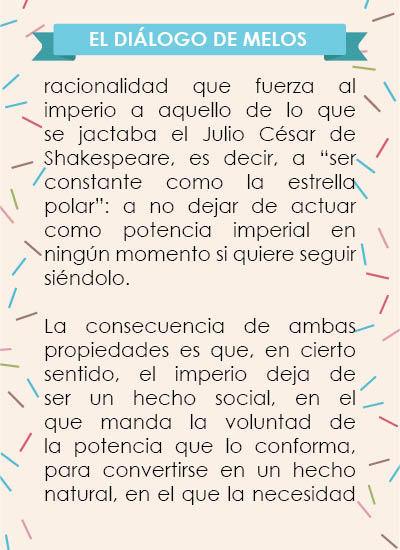 EL DIÁLOGO DE MELOS
racionalidad que fuerza al
imperio a aquello de lo que
se jactaba el Julio César de
Shakespeare, es decir, a “ser
constante como la estrella
polar”: a no dejar de actuar
como potencia imperial en
ningún momento si quiere seguir
siéndolo.
La consecuencia de ambas
propiedades es que, en cierto
sentido, el imperio deja de
ser un hecho social, en el
que manda la voluntad de
la potencia que lo conforma,
para convertirse en un hecho
natural, en el que la necesidad